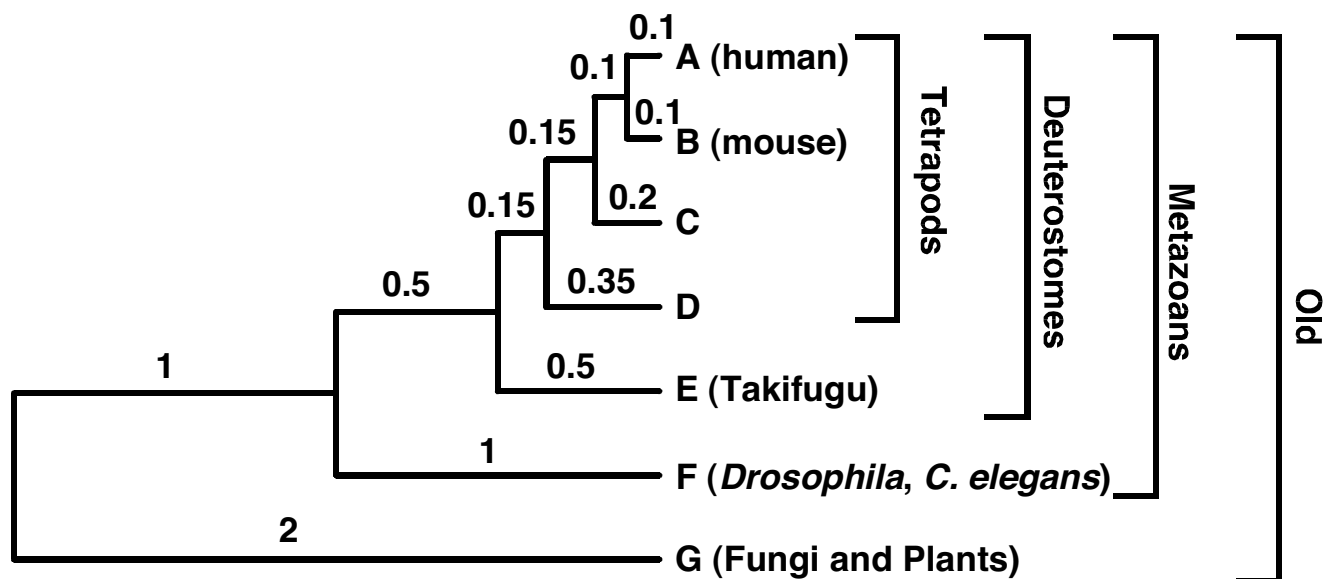 0.1
A (human)
0.1
0.1
B (mouse)
0.15
0.2
C
0.15
0.35
D
0.5
0.5
E (Takifugu)
1
1
F (Drosophila, C. elegans)
2
G (Fungi and Plants)
Tetrapods
Deuterostomes
Metazoans
Old